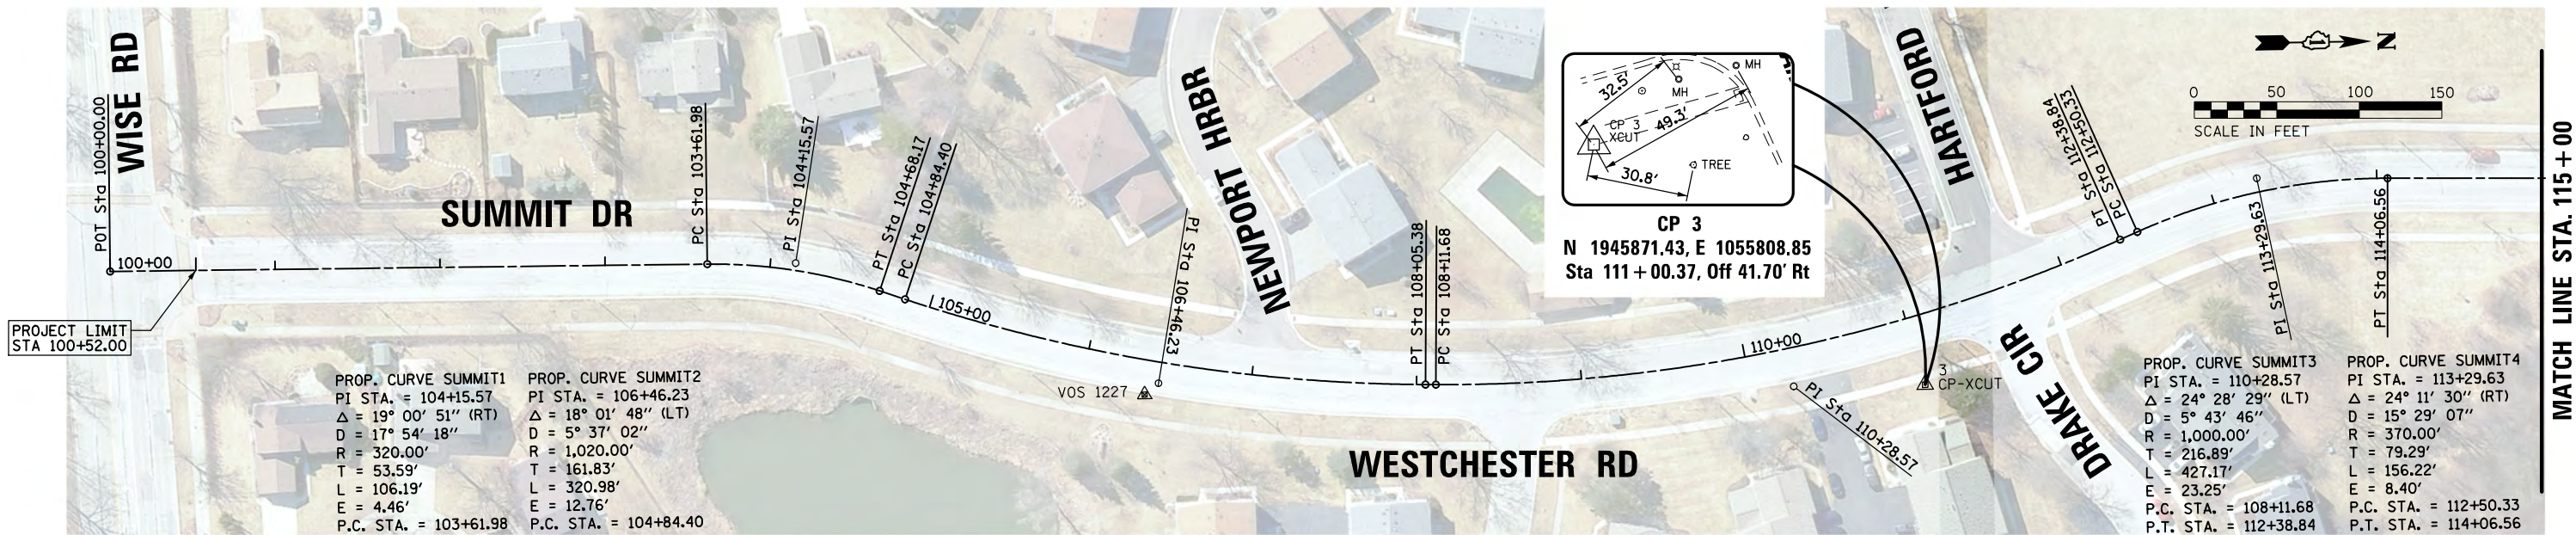 WISE RD
POT Sta 100+00.00
100+00
PROJECT LIMIT
STA 100+52.00
SUMMIT DR
PC Sta 103+61.98
PI Sta 104+15.57
PT Sta 104+68.17
PC Sta 104+84.40
105+00
PI Sta 106+46.23
VOS 1227
NEWPORT HRBR
PT Sta 108+05.38
PC Sta 108+11.68
WESTCHESTER RD
32.5'
MH
MH
CP 3
XCUT
49.3'
TREE
30.8'
CP 3
N 1945871.43, E 1055808.85
Sta 111+00.37, Off 41.70' Rt
110+00
PI Sta 110+28.57
3
CP-XCUT
HARTFORD
DRAKE CIR
PT Sta 112+38.84
PC Sta 112+50.33
PI Sta 113+29.63
PT Sta 114+06.56
N
0 50 100 150
SCALE IN FEET
MATCH LINE STA. 115+00
PROP. CURVE SUMMIT1
PI STA. = 104+15.57
Δ = 19° 00' 51" (RT)
D = 17° 54' 18"
R = 320.00'
T = 53.59'
L = 106.19'
E = 4.46'
P.C. STA. = 103+61.98
PROP. CURVE SUMMIT2
PI STA. = 106+46.23
Δ = 18° 01' 48" (LT)
D = 5° 37' 02"
R = 1,020.00'
T = 161.83'
L = 320.98'
E = 12.76'
P.C. STA. = 104+84.40
PROP. CURVE SUMMIT3
PI STA. = 110+28.57
Δ = 24° 28' 29" (LT)
D = 5° 43' 46"
R = 1,000.00'
T = 216.89'
L = 427.17'
E = 23.25'
P.C. STA. = 108+11.68
P.T. STA. = 112+38.84
PROP. CURVE SUMMIT4
PI STA. = 113+29.63
Δ = 24° 11' 30" (RT)
D = 15° 29' 07"
R = 370.00'
T = 79.29'
L = 156.22'
E = 8.40'
P.C. STA. = 112+50.33
P.T. STA. = 114+06.56